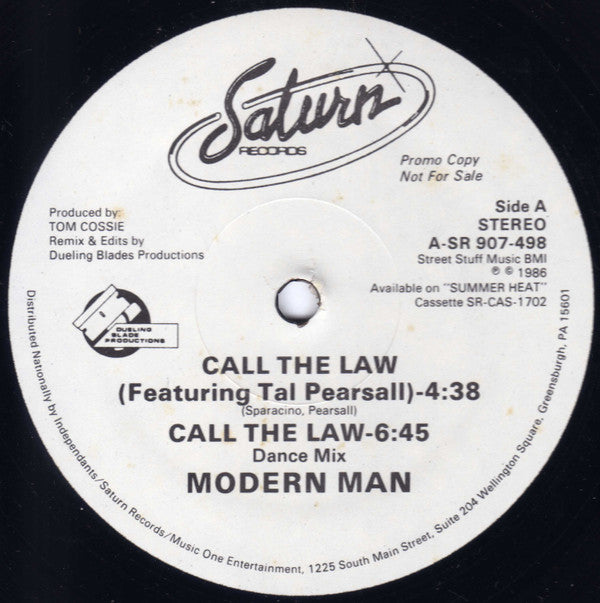 Saturn
RECORDS
Promo Copy
Not For Sale
Produced by:
TOM COSSIE
Remix & Edits by
Dueling Blades Productions
Side A
STEREO
A-SR 907-498
Street Stuff Music BMI
℗ © 1986
Available on "SUMMER HEAT"
Cassette SR-CAS-1702
DUELING
BLADE
PRODUCTIONS
CALL THE LAW
(Featuring Tal Pearsall)-4:38
(Sparacino, Pearsall)
CALL THE LAW-6:45
Dance Mix
MODERN MAN
Distributed Nationally by Independants/Saturn Records/Music One Entertainment, 1225 South Main Street, Suite 204 Wellington Square, Greensburgh, PA 15601